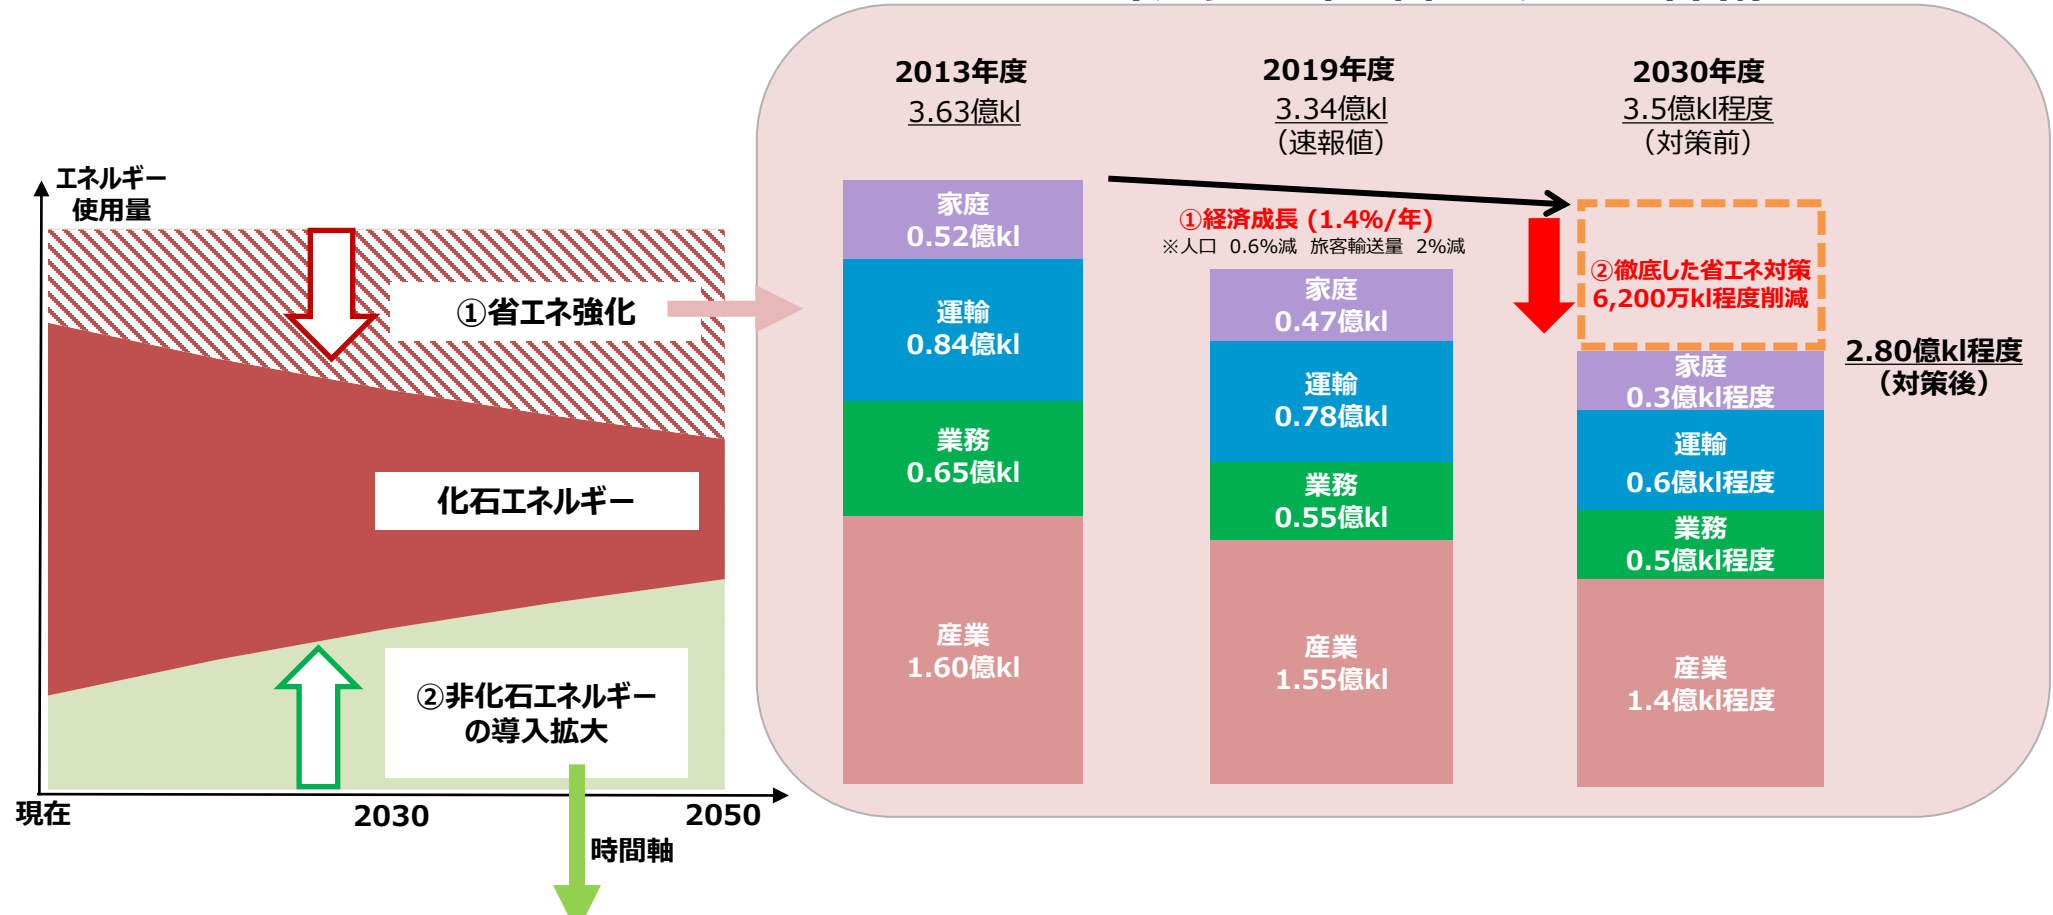 エネルギー
使用量
①省エネ強化
化石エネルギー
②非化石エネルギー
の導入拡大
現在
2030
2050
時間軸
2013年度
3.63億kl
家庭
0.52億kl
運輸
0.84億kl
業務
0.65億kl
産業
1.60億kl
2019年度
3.34億kl
（速報値）
①経済成長 (1.4%/年)
※人口 0.6%減 旅客輸送量 2%減
家庭
0.47億kl
運輸
0.78億kl
業務
0.55億kl
産業
1.55億kl
2030年度
3.5億kl程度
（対策前）
②徹底した省エネ対策
6,200万kl程度削減
2.80億kl程度
（対策後）
家庭
0.3億kl程度
運輸
0.6億kl程度
業務
0.5億kl程度
産業
1.4億kl程度